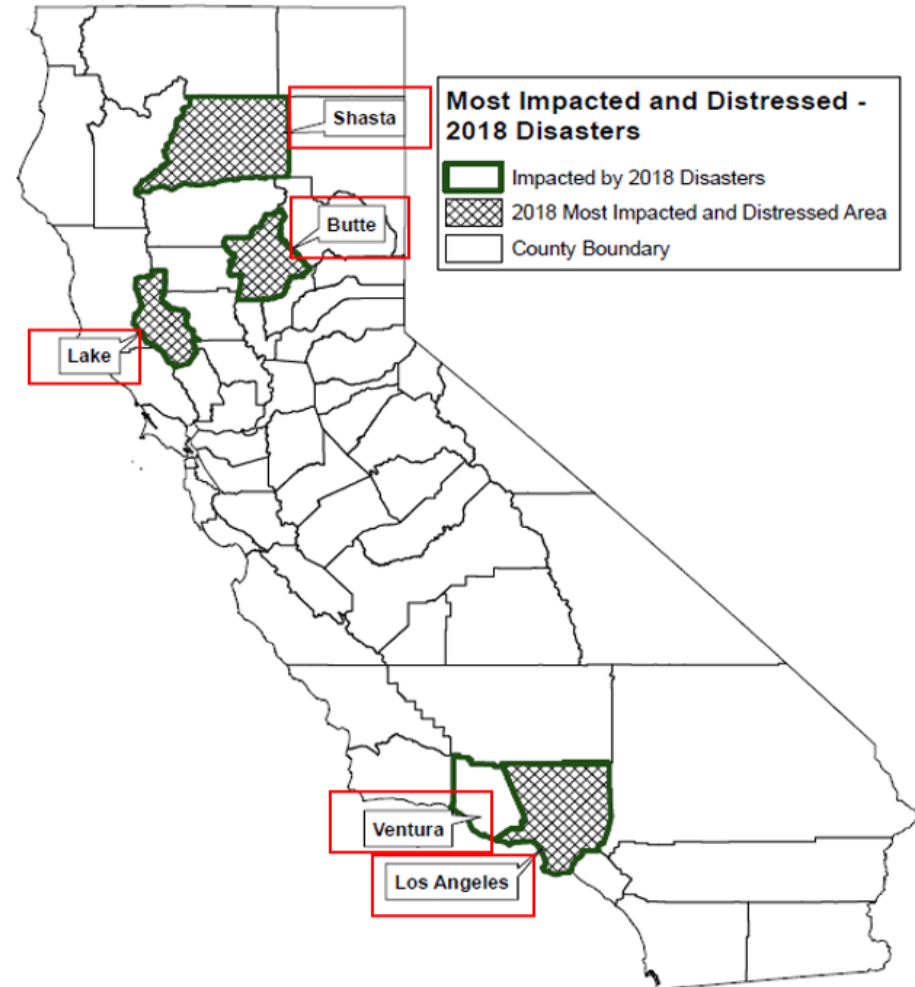 Most Impacted and Distressed -
2018 Disasters
Impacted by 2018 Disasters
2018 Most Impacted and Distressed Area
County Boundary
Shasta
Butte
Lake
Ventura
Los Angeles